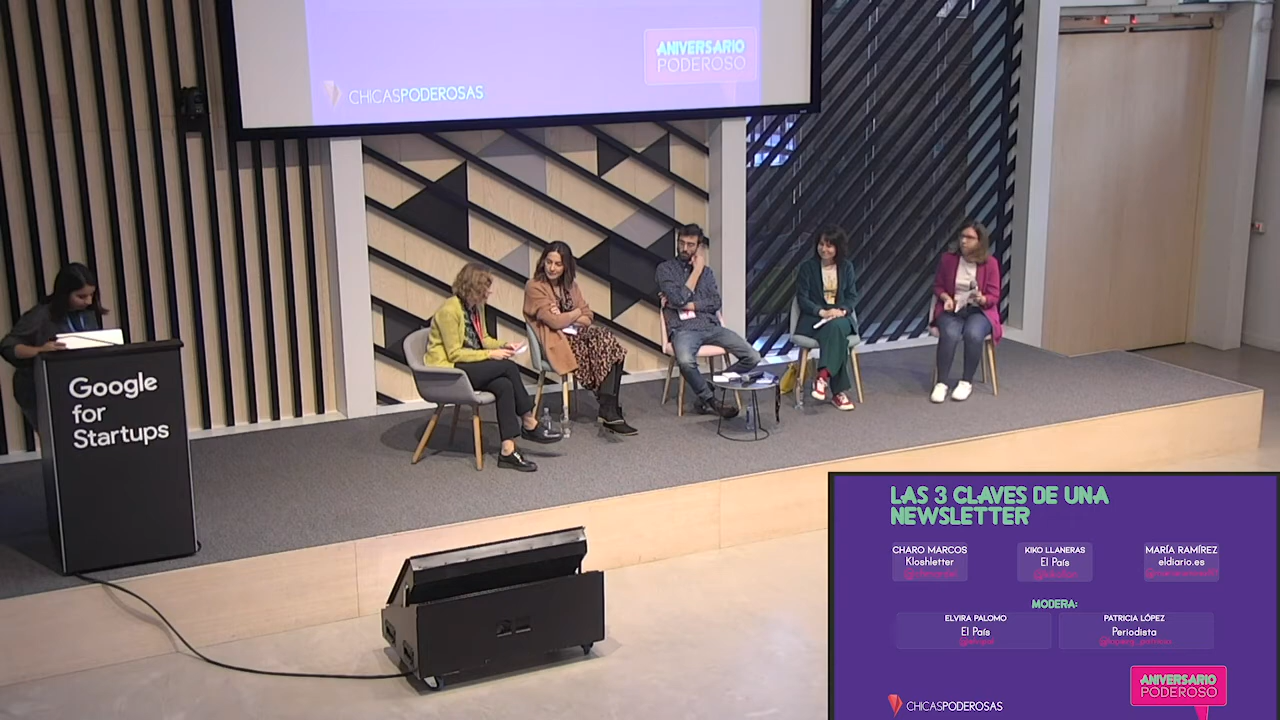 ANIVERSARIO
PODEROSO
CHICASPODEROSAS
Google
for
Startups
LAS 3 CLAVES DE UNA
NEWSLETTER
CHARO MARCOS
Kloshletter
KIKO LLANERAS
El País
MARÍA RAMÍREZ
eldiario.es
MODERA:
ELVIRA PALOMO
El País
PATRICIA LÓPEZ
Periodista
ANIVERSARIO
PODEROSO
CHICASPODEROSAS